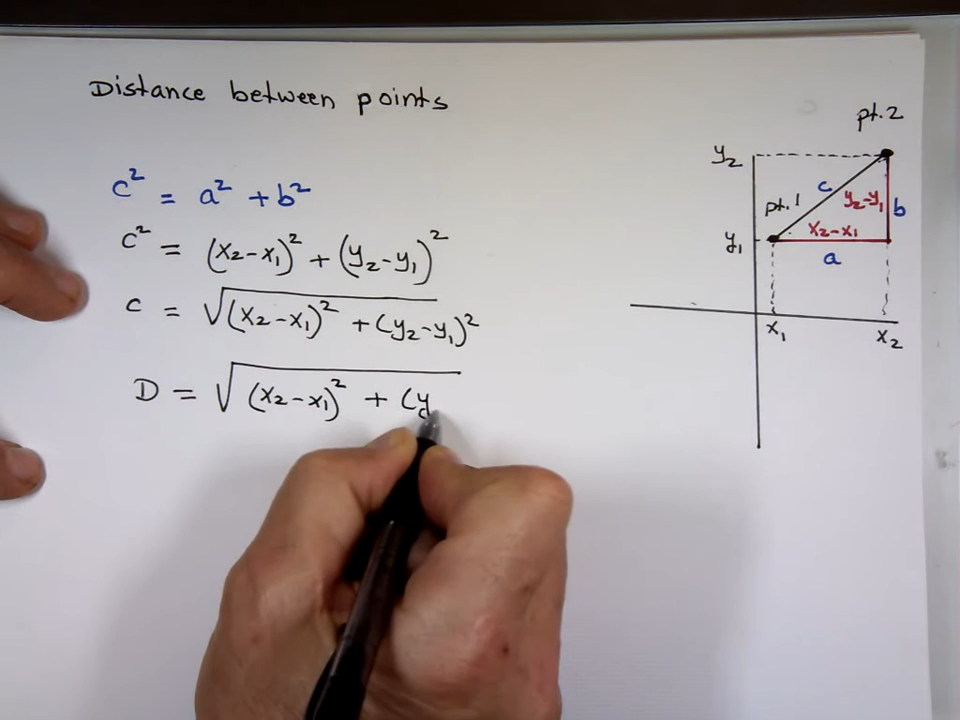 Distance between points
c² = a² + b²
c² = (x₂ - x₁)² + (y₂ - y₁)²
c = √(x₂ - x₁)² + (y₂ - y₁)²
D = √(x₂ - x₁)² + (y
pt. 2
y₂
c
y₂-y₁
b
pt. 1
y₁
x₂-x₁
a
x₁
x₂